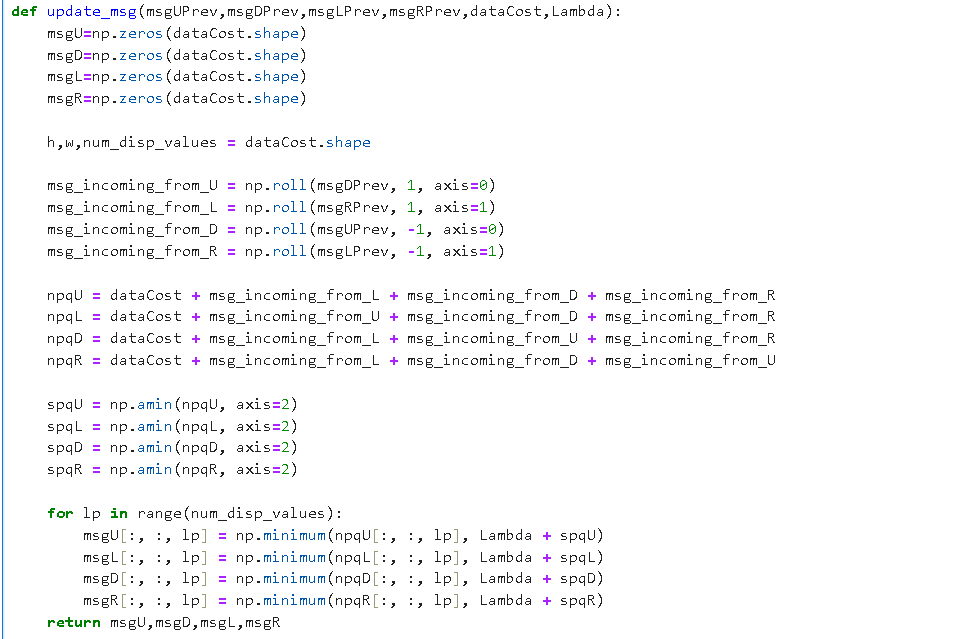 def update_msg(msgUPrev,msgDPrev,msgLPrev,msgRPrev,dataCost,Lambda):
    msgU=np.zeros(dataCost.shape)
    msgD=np.zeros(dataCost.shape)
    msgL=np.zeros(dataCost.shape)
    msgR=np.zeros(dataCost.shape)

    h,w,num_disp_values = dataCost.shape

    msg_incoming_from_U = np.roll(msgDPrev, 1, axis=0)
    msg_incoming_from_L = np.roll(msgRPrev, 1, axis=1)
    msg_incoming_from_D = np.roll(msgUPrev, -1, axis=0)
    msg_incoming_from_R = np.roll(msgLPrev, -1, axis=1)

    npqU = dataCost + msg_incoming_from_L + msg_incoming_from_D + msg_incoming_from_R
    npqL = dataCost + msg_incoming_from_U + msg_incoming_from_D + msg_incoming_from_R
    npqD = dataCost + msg_incoming_from_L + msg_incoming_from_U + msg_incoming_from_R
    npqR = dataCost + msg_incoming_from_L + msg_incoming_from_D + msg_incoming_from_U

    spqU = np.amin(npqU, axis=2)
    spqL = np.amin(npqL, axis=2)
    spqD = np.amin(npqD, axis=2)
    spqR = np.amin(npqR, axis=2)

    for lp in range(num_disp_values):
        msgU[:, :, lp] = np.minimum(npqU[:, :, lp], Lambda + spqU)
        msgL[:, :, lp] = np.minimum(npqL[:, :, lp], Lambda + spqL)
        msgD[:, :, lp] = np.minimum(npqD[:, :, lp], Lambda + spqD)
        msgR[:, :, lp] = np.minimum(npqR[:, :, lp], Lambda + spqR)
    return msgU,msgD,msgL,msgR